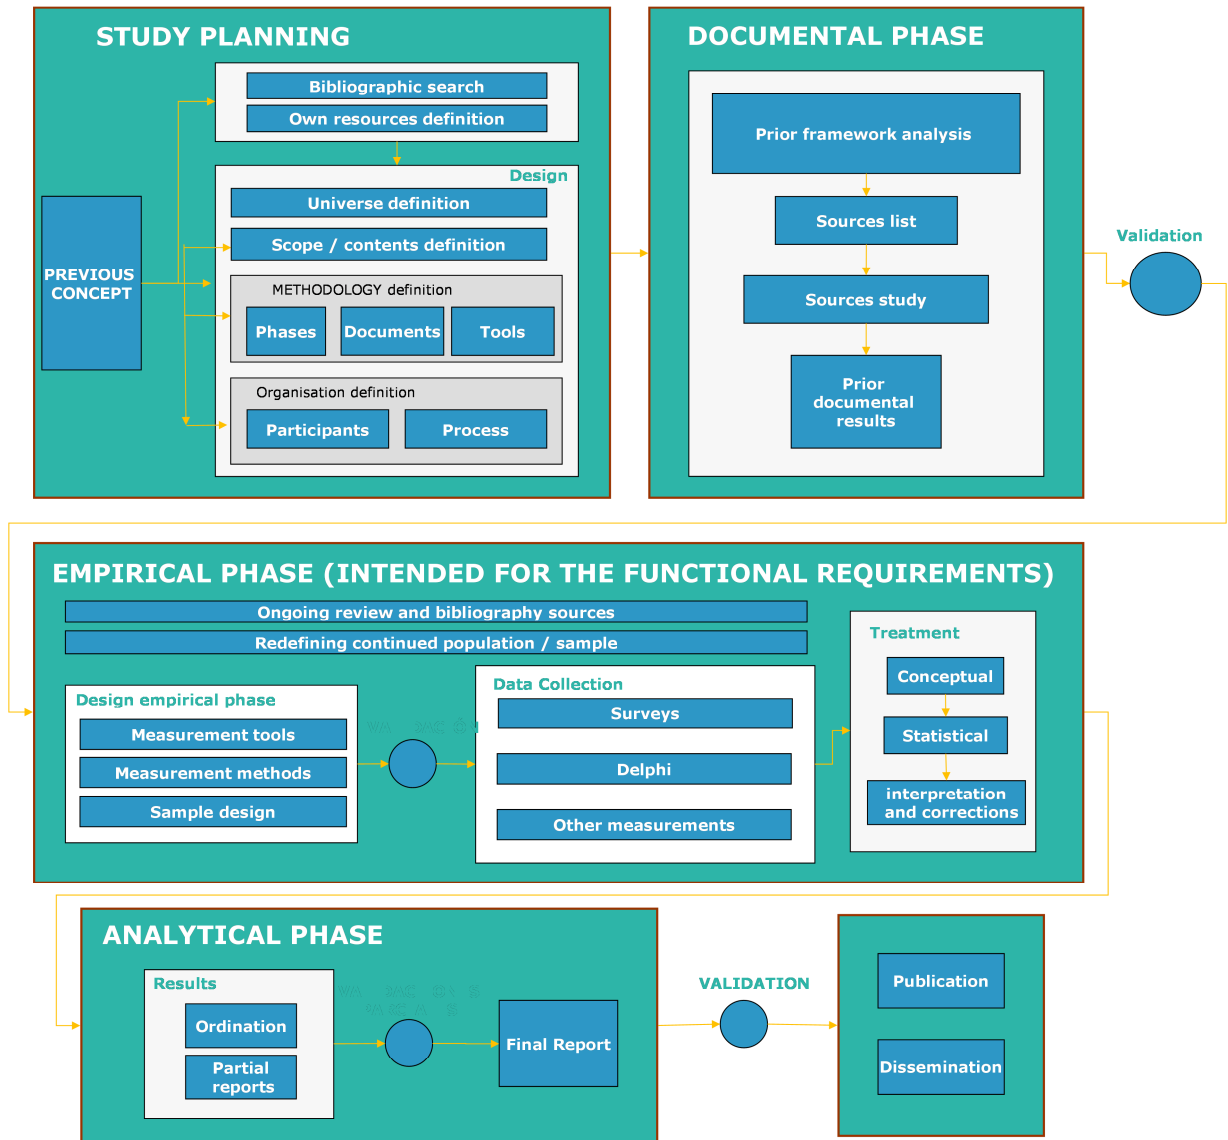 STUDY PLANNING
Bibliographic search
Own resources definition
Design
Universe definition
Scope / contents definition
METHODOLOGY definition
Phases
Documents
Tools
Organisation definition
Participants
Process
PREVIOUS
CONCEPT
DOCUMENTAL PHASE
Prior framework analysis
Sources list
Sources study
Prior
documental
results
Validation
EMPIRICAL PHASE (INTENDED FOR THE FUNCTIONAL REQUIREMENTS)
Ongoing review and bibliography sources
Redefining continued population / sample
Design empirical phase
Measurement tools
Measurement methods
Sample design
Data Collection
Surveys
Delphi
Other measurements
Treatment
Conceptual
Statistical
interpretation
and corrections
ANALYTICAL PHASE
Results
Ordination
Partial
reports
Final Report
VALIDATION
Publication
Dissemination